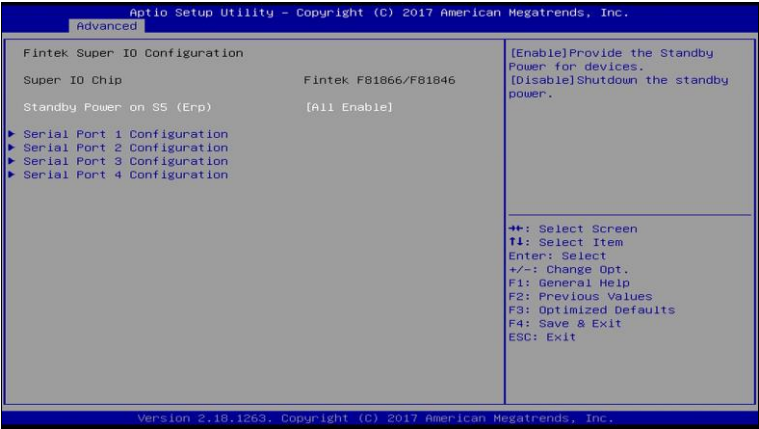 Aptio Setup Utility - Copyright (C) 2017 American Megatrends, Inc.
Advanced
Fintek Super IO Configuration
Super IO Chip Fintek F81866/F81846
Standby Power on S5 (Erp) [All Enable]
► Serial Port 1 Configuration
► Serial Port 2 Configuration
► Serial Port 3 Configuration
► Serial Port 4 Configuration
[Enable]Provide the Standby
Power for devices.
[Disable]Shutdown the standby
power.
→←: Select Screen
↑↓: Select Item
Enter: Select
+/-: Change Opt.
F1: General Help
F2: Previous Values
F3: Optimized Defaults
F4: Save & Exit
ESC: Exit
Version 2.18.1263. Copyright (C) 2017 American Megatrends, Inc.